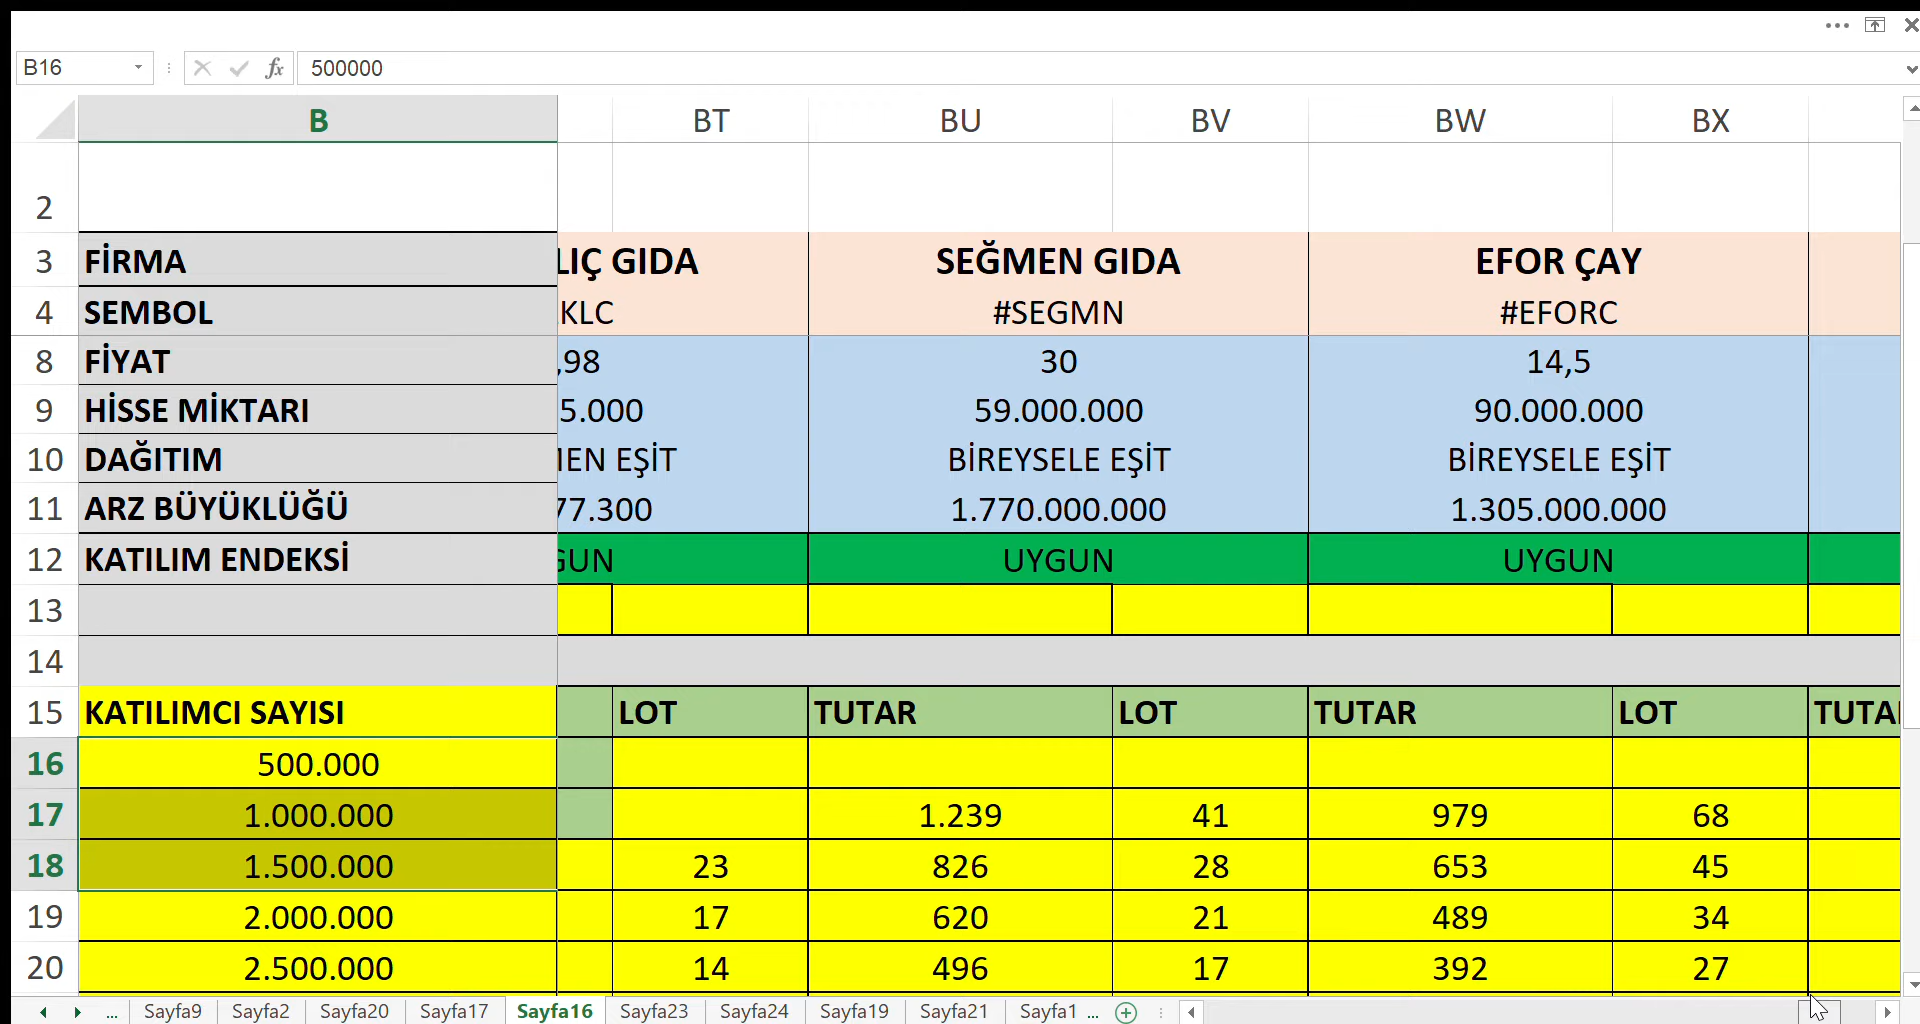 B16 fx 500000
B BT BU BV BW BX
2
3 FİRMA LIÇ GIDA SEĞMEN GIDA EFOR ÇAY
4 SEMBOL KLC #SEGMN #EFORC
8 FİYAT ,98 30 14,5
9 HİSSE MİKTARI 5.000 59.000.000 90.000.000
10 DAĞITIM EN EŞİT BİREYSELE EŞİT BİREYSELE EŞİT
11 ARZ BÜYÜKLÜĞÜ 77.300 1.770.000.000 1.305.000.000
12 KATILIM ENDEKSİ GUN UYGUN UYGUN
13
14
15 KATILIMCI SAYISI LOT TUTAR LOT TUTAR LOT TUTA
16 500.000
17 1.000.000 1.239 41 979 68
18 1.500.000 23 826 28 653 45
19 2.000.000 17 620 21 489 34
20 2.500.000 14 496 17 392 27
... Sayfa9 Sayfa2 Sayfa20 Sayfa17 Sayfa16 Sayfa23 Sayfa24 Sayfa19 Sayfa21 Sayfa1 ...